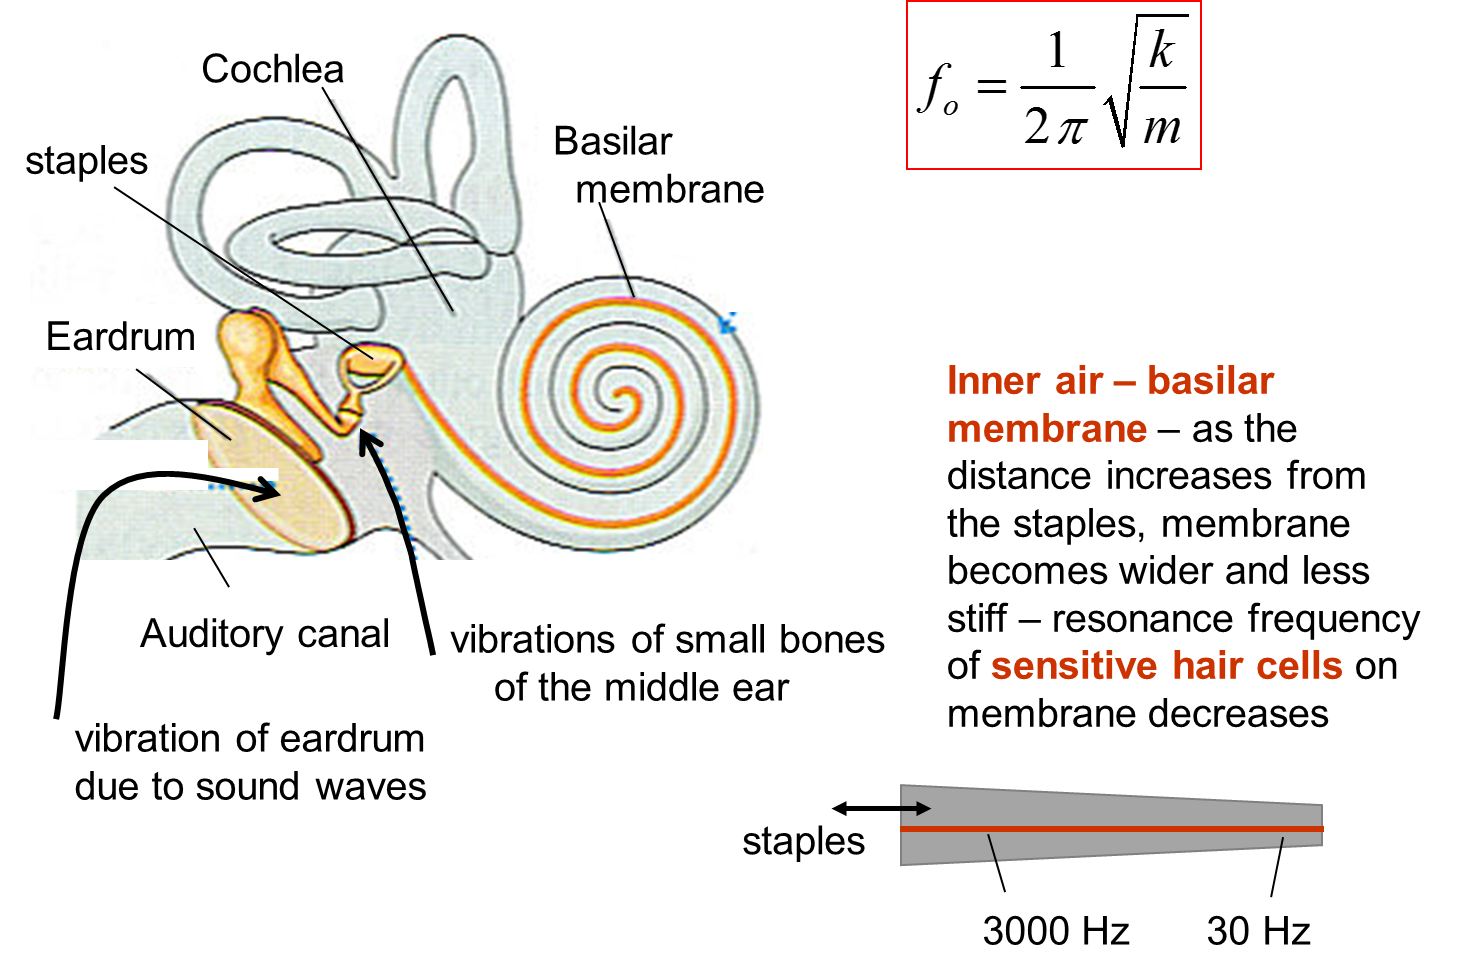 Cochlea
staples
Basilar
membrane
Eardrum
Auditory canal
vibrations of small bones
of the middle ear
vibration of eardrum
due to sound waves
f_o = \frac{1}{2\pi} \sqrt{\frac{k}{m}}
Inner air – basilar
membrane – as the
distance increases from
the staples, membrane
becomes wider and less
stiff – resonance frequency
of sensitive hair cells on
membrane decreases
staples
3000 Hz
30 Hz